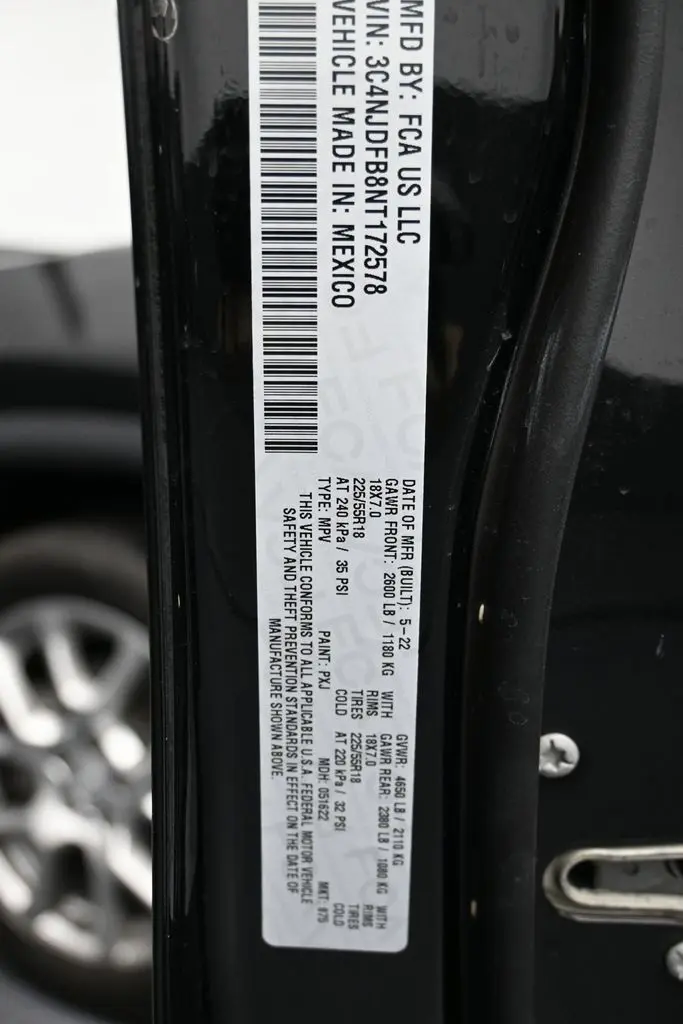 MFD BY: FCA US LLC
VIN: 3C4NJDFB8NT172578
VEHICLE MADE IN: MEXICO
DATE OF MFR (BUILT): 5-22 GVWR: 4650 LB / 2110 KG
GAWR FRONT: 2600 LB / 1180 KG WITH GAWR REAR: 2380 LB / 1080 KG WITH
18X7.0 RIMS 18X7.0 RIMS
225/55R18 TIRES 225/55R18 TIRES
AT 240 kPa / 35 PSI COLD AT 220 kPa / 32 PSI COLD
TYPE: MPV PAINT: PXJ MDH: 051622 MKT:
THIS VEHICLE CONFORMS TO ALL APPLICABLE U.S.A. FEDERAL MOTOR VEHICLE
SAFETY AND THEFT PREVENTION STANDARDS IN EFFECT ON THE DATE OF
MANUFACTURE SHOWN ABOVE.